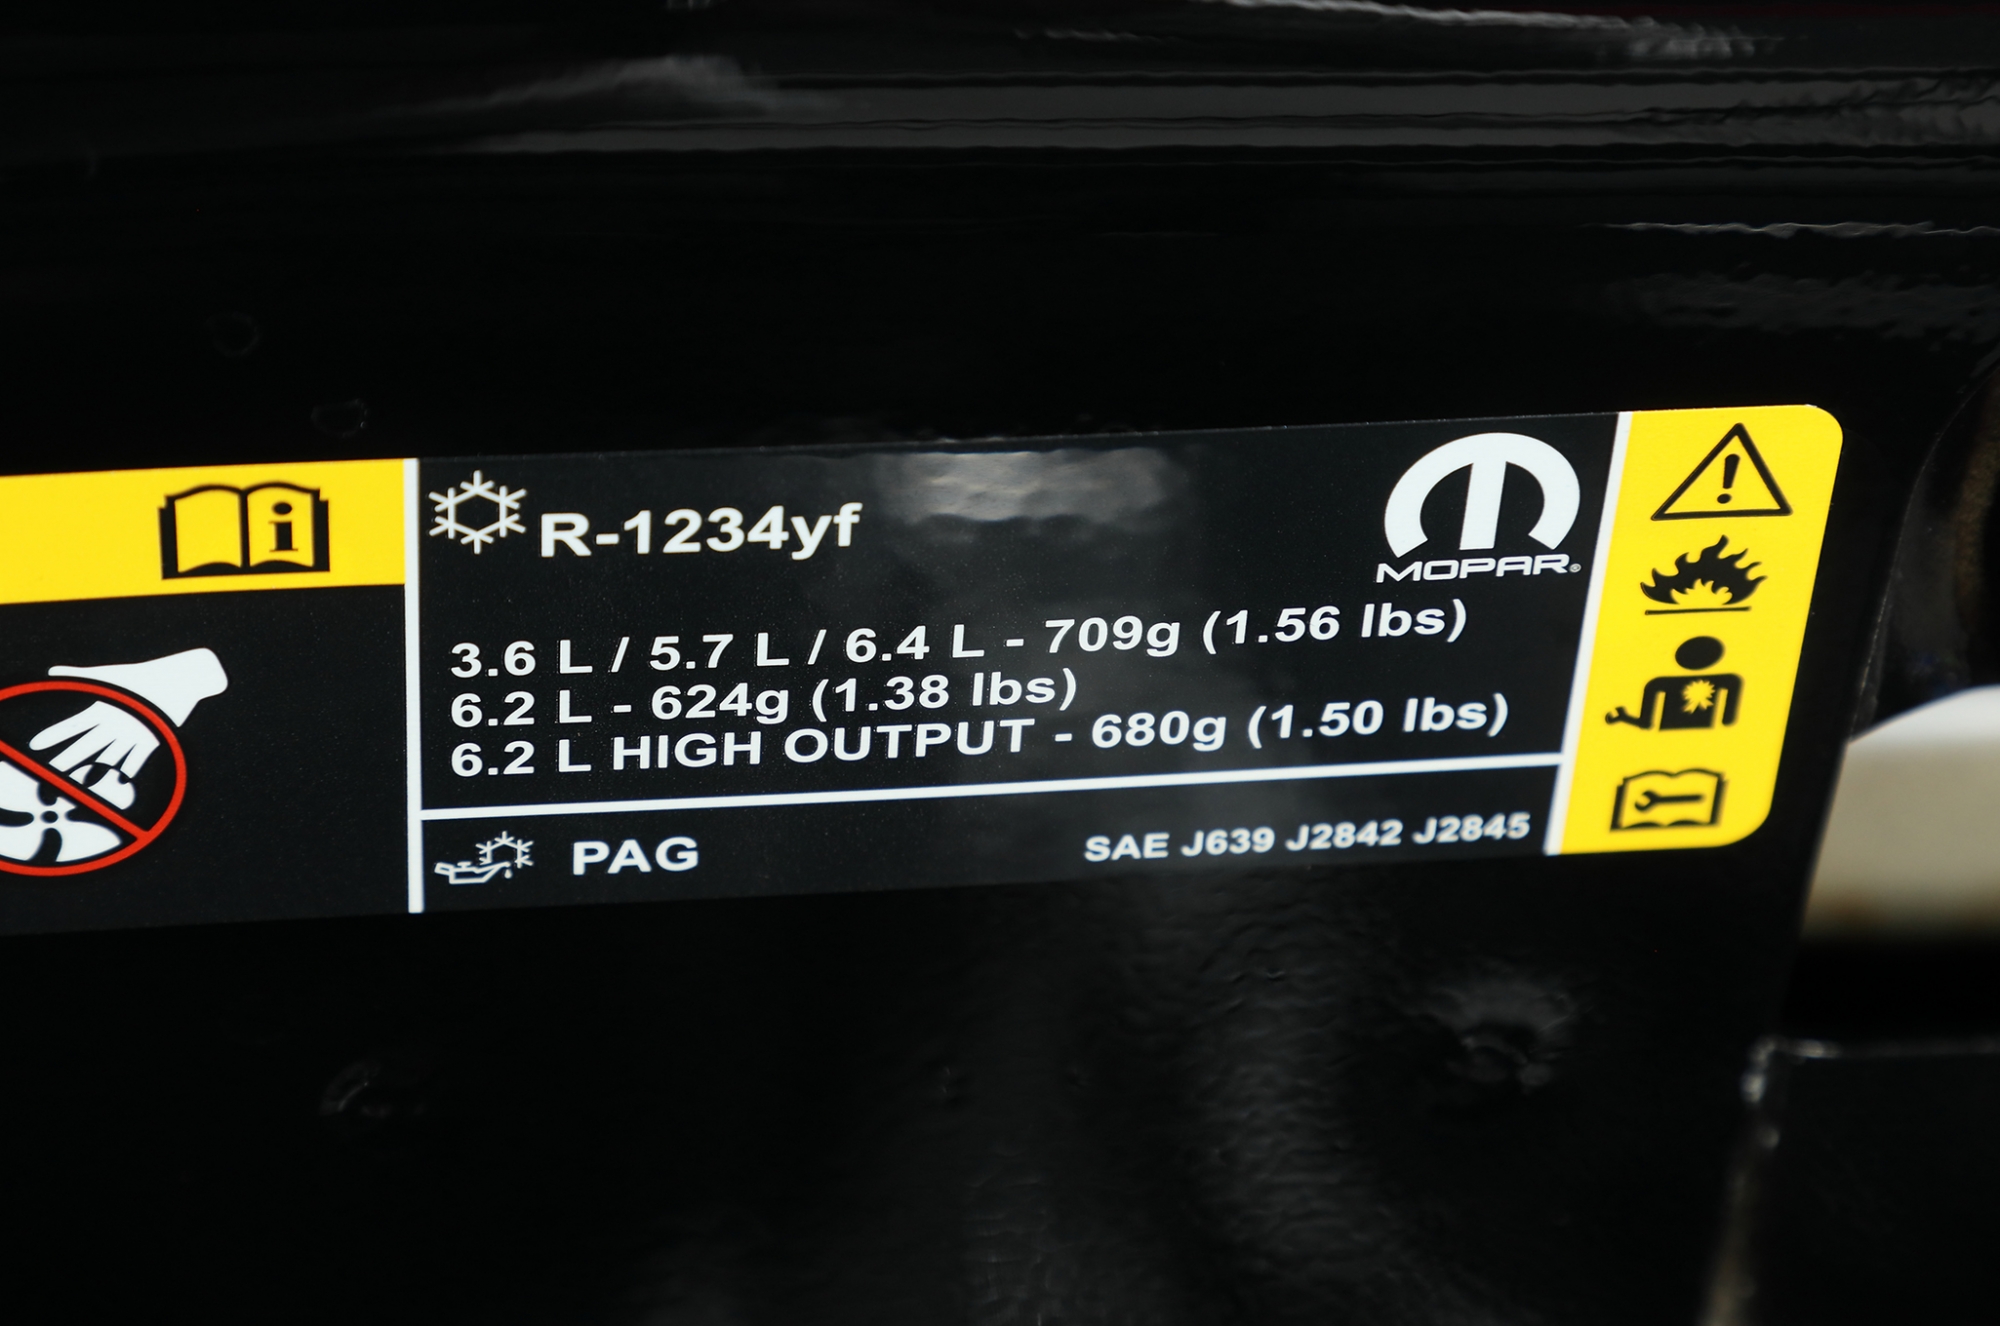 R-1234yf
MOPAR®
3.6 L / 5.7 L / 6.4 L - 709g (1.56 lbs)
6.2 L - 624g (1.38 lbs)
6.2 L HIGH OUTPUT - 680g (1.50 lbs)
PAG
SAE J639 J2842 J2845